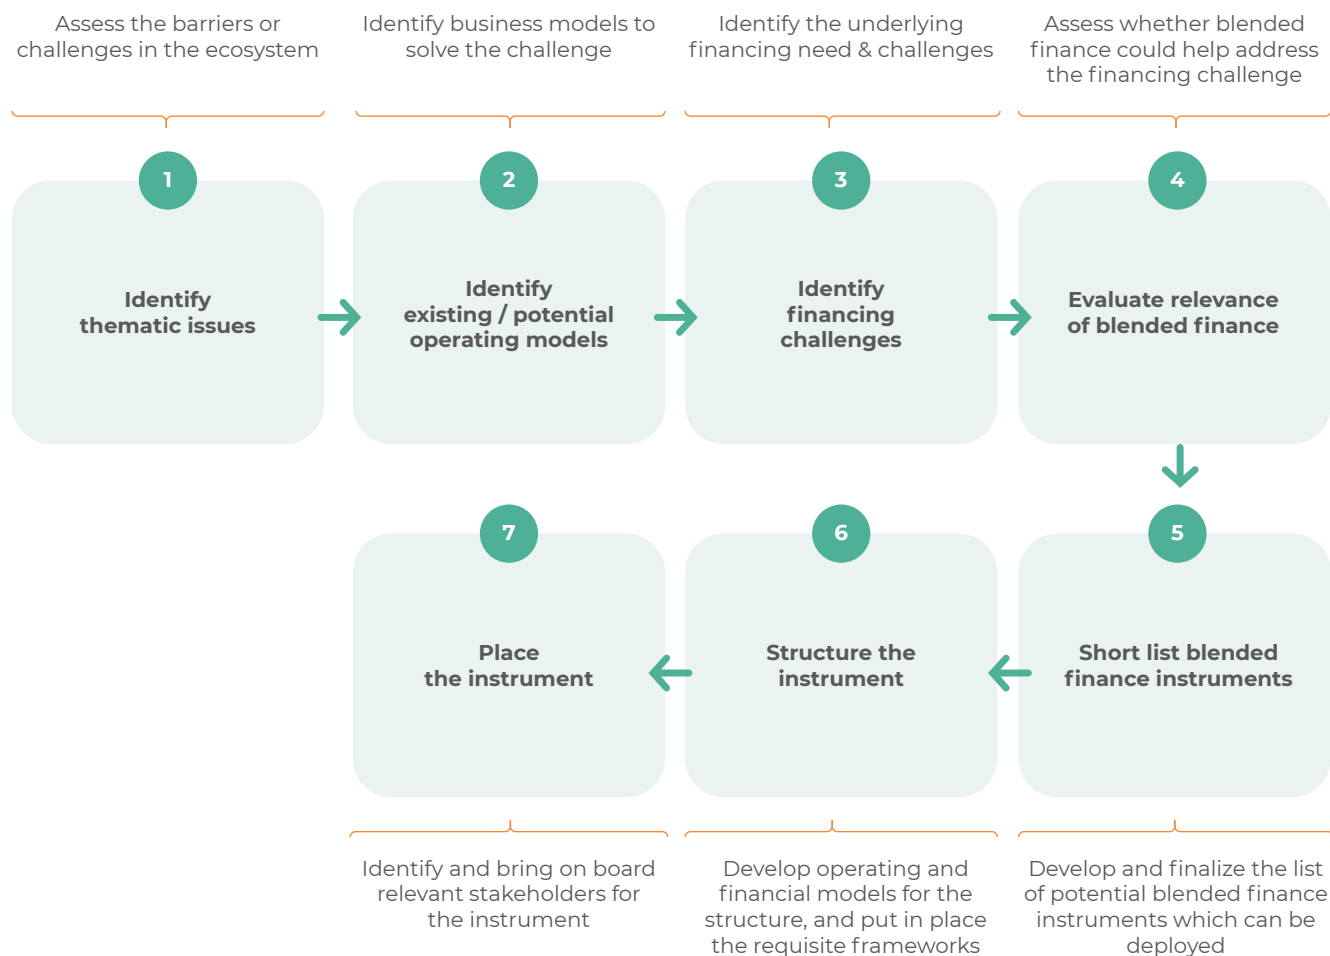 Assess the barriers or
challenges in the ecosystem
Identify business models to
solve the challenge
Identify the underlying
financing need & challenges
Assess whether blended
finance could help address
the financing challenge
1
Identify
thematic issues
2
Identify
existing / potential
operating models
3
Identify
financing
challenges
4
Evaluate relevance
of blended finance
5
Short list blended
finance instruments
6
Structure the
instrument
7
Place
the instrument
Identify and bring on board
relevant stakeholders for
the instrument
Develop operating and
financial models for the
structure, and put in place
the requisite frameworks
Develop and finalize the list
of potential blended finance
instruments which can be
deployed